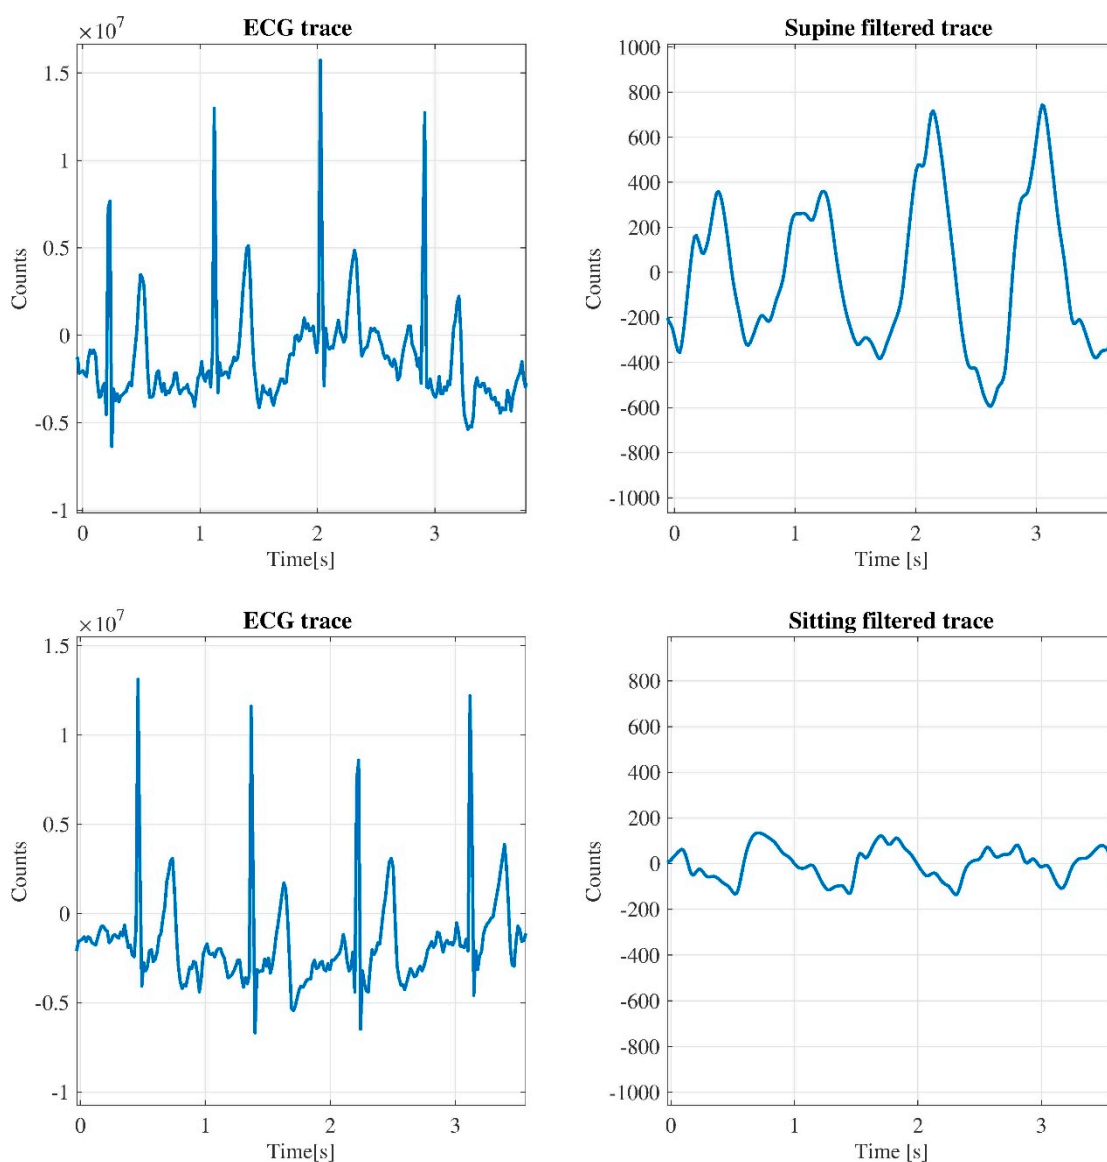 ×10⁷
ECG trace
1.5
1
0.5
0
-0.5
-1
Counts
0 1 2 3
Time[s]
Supine filtered trace
1000
800
600
400
200
0
-200
-400
-600
-800
-1000
Counts
0 1 2 3
Time [s]
×10⁷
ECG trace
1.5
1
0.5
0
-0.5
-1
Counts
0 1 2 3
Time[s]
Sitting filtered trace
800
600
400
200
0
-200
-400
-600
-800
-1000
Counts
0 1 2 3
Time [s]